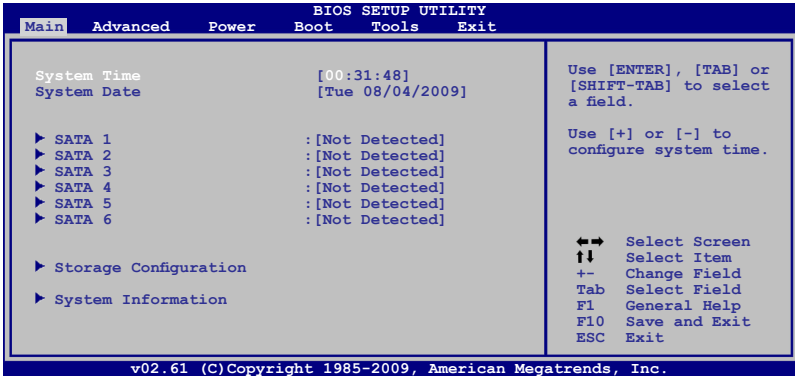 BIOS SETUP UTILITY
Main Advanced Power Boot Tools Exit
System Time [00:31:48]
System Date [Tue 08/04/2009]
SATA 1 :[Not Detected]
SATA 2 :[Not Detected]
SATA 3 :[Not Detected]
SATA 4 :[Not Detected]
SATA 5 :[Not Detected]
SATA 6 :[Not Detected]
Storage Configuration
System Information
Use [ENTER], [TAB] or
[SHIFT-TAB] to select
a field.
Use [+] or [-] to
configure system time.
←→ Select Screen
↑↓ Select Item
+- Change Field
Tab Select Field
F1 General Help
F10 Save and Exit
ESC Exit
v02.61 (C)Copyright 1985-2009, American Megatrends, Inc.